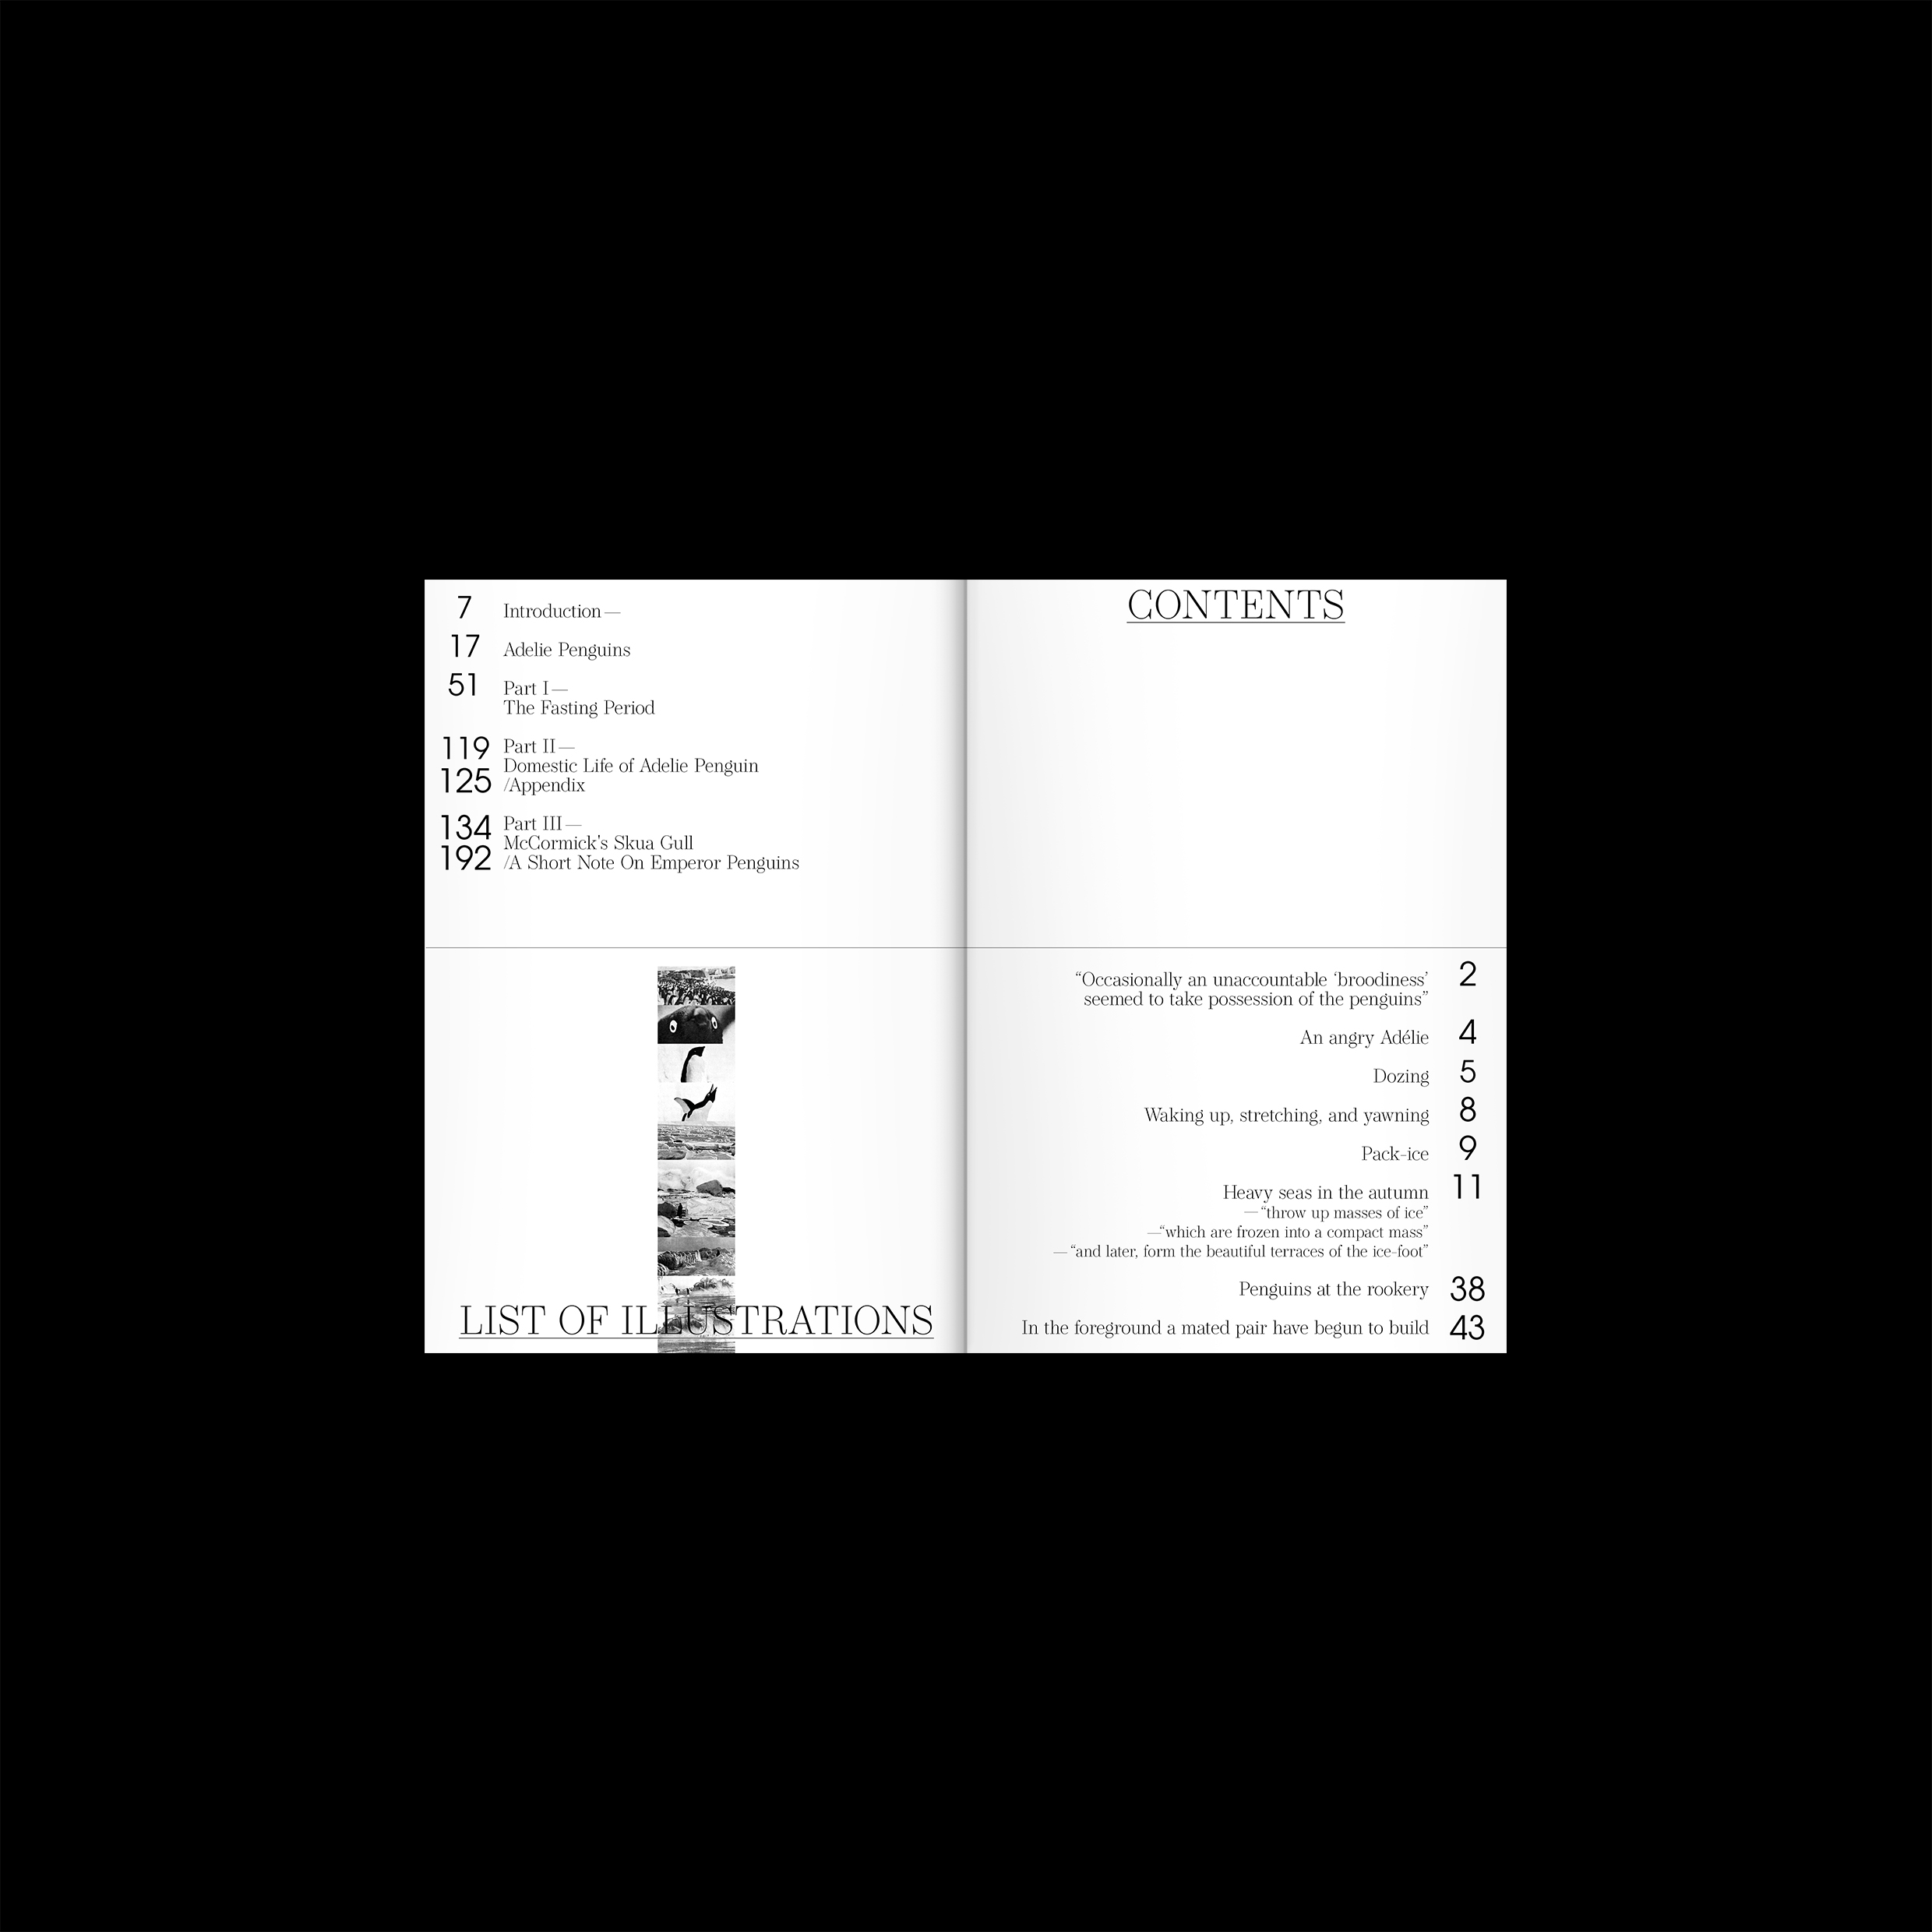 7 Introduction —
17 Adelie Penguins
51 Part I —
The Fasting Period
119 Part II —
Domestic Life of Adelie Penguin
125 /Appendix
134 Part III —
McCormick's Skua Gull
192 /A Short Note On Emperor Penguins
CONTENTS
LIST OF ILLUSTRATIONS
“Occasionally an unaccountable ‘broodiness’ 2
seemed to take possession of the penguins”
An angry Adélie 4
Dozing 5
Waking up, stretching, and yawning 8
Pack-ice 9
Heavy seas in the autumn 11
—“throw up masses of ice”
—“which are frozen into a compact mass”
—“and later, form the beautiful terraces of the ice-foot”
Penguins at the rookery 38
In the foreground a mated pair have begun to build 43